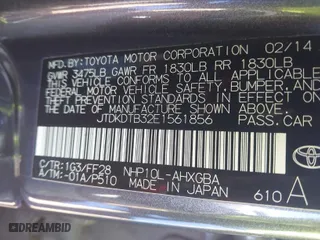 MFD.BY:TOYOTA MOTOR CORPORATION 02/14
GVWR 3475LB GAWR FR 1830LB RR 1830LB
THIS VEHICLE CONFORMS TO ALL APPLICABLE
FEDERAL MOTOR VEHICLE SAFETY, BUMPER, AND
THEFT PREVENTION STANDARDS IN EFFECT ON THE
DATE OF MANUFACTURE SHOWN ABOVE.
JTDKDTB32E1561856 PASS.CAR
C/TR:1G3/FF28 NHP10L-AHXGBA
A/TM:-01A/P510 MADE IN JAPAN 610 A
TOYOTA
DREAMBID